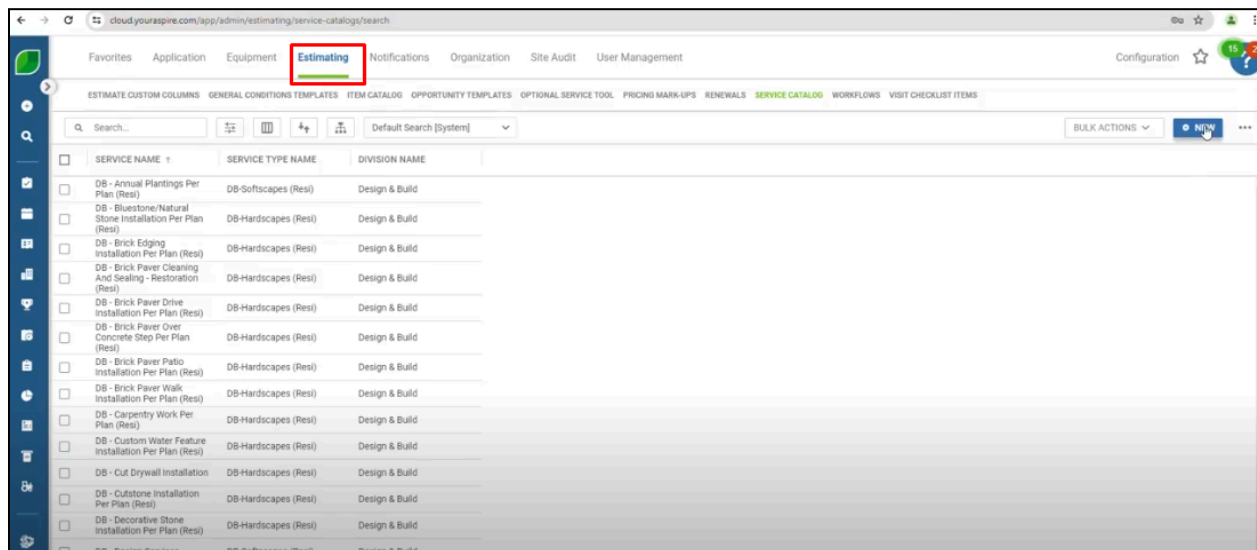 cloud.youraspire.com/app/admin/estimating/service-catalogs/search
Favorites Application Equipment Estimating Notifications Organization Site Audit User Management Configuration 15 2
ESTIMATE CUSTOM COLUMNS GENERAL CONDITIONS TEMPLATES ITEM CATALOG OPPORTUNITY TEMPLATES OPTIONAL SERVICE TOOL PRICING MARK-UPS RENEWALS SERVICE CATALOG WORKFLOWS VISIT CHECKLIST ITEMS
Search... Default Search [System] BULK ACTIONS NEW
SERVICE NAME ↑ SERVICE TYPE NAME DIVISION NAME
DB - Annual Plantings Per
Plan (Resi) DB-Softscapes (Resi) Design & Build
DB - Bluestone/Natural
Stone Installation Per Plan DB-Hardscapes (Resi) Design & Build
(Resi)
DB - Brick Edging
Installation Per Plan (Resi) DB-Hardscapes (Resi) Design & Build
DB - Brick Paver Cleaning
And Sealing - Restoration DB-Hardscapes (Resi) Design & Build
(Resi)
DB - Brick Paver Drive
Installation Per Plan (Resi) DB-Hardscapes (Resi) Design & Build
DB - Brick Paver Over
Concrete Step Per Plan DB-Hardscapes (Resi) Design & Build
(Resi)
DB - Brick Paver Patio
Installation Per Plan (Resi) DB-Hardscapes (Resi) Design & Build
DB - Brick Paver Walk
Installation Per Plan (Resi) DB-Hardscapes (Resi) Design & Build
DB - Carpentry Work Per
Plan (Resi) DB-Hardscapes (Resi) Design & Build
DB - Custom Water Feature
Installation Per Plan (Resi) DB-Hardscapes (Resi) Design & Build
DB - Cut Drywall Installation DB-Hardscapes (Resi) Design & Build
DB - Cutstone Installation
Per Plan (Resi) DB-Hardscapes (Resi) Design & Build
DB - Decorative Stone
Installation Per Plan (Resi) DB-Hardscapes (Resi) Design & Build